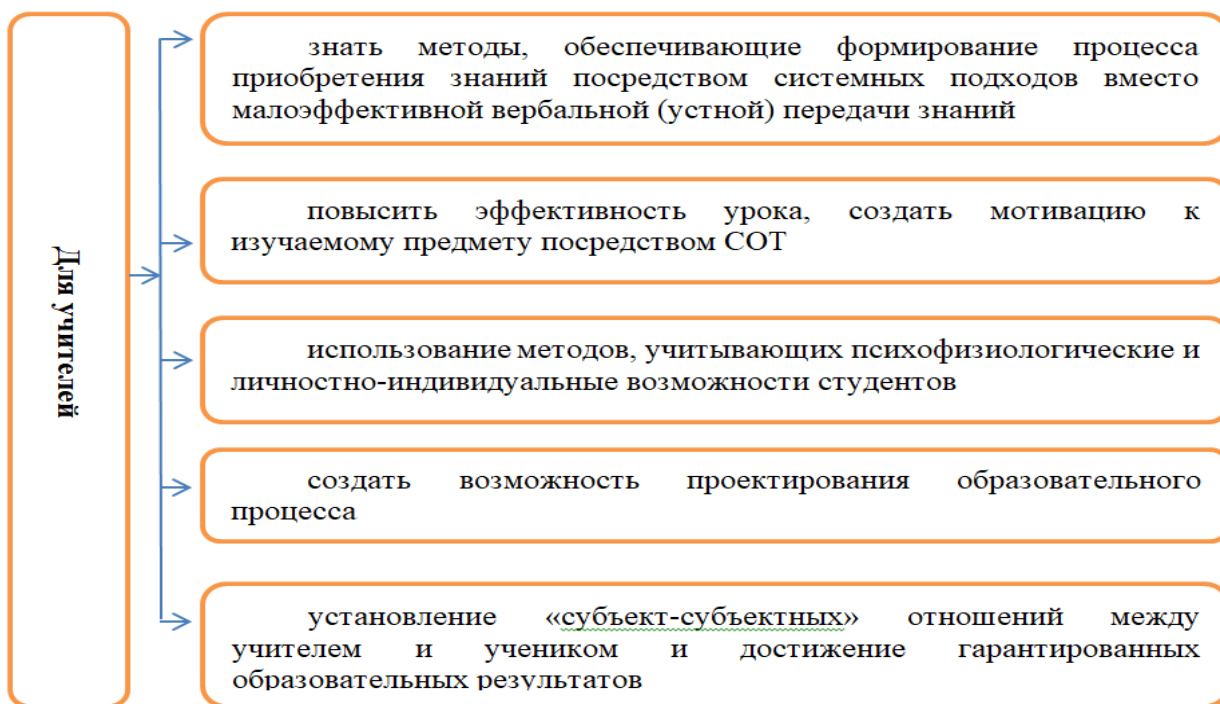 Для учителей
знать методы, обеспечивающие формирование процесса
приобретения знаний посредством системных подходов вместо
малоэффективной вербальной (устной) передачи знаний
повысить эффективность урока, создать мотивацию к
изучаемому предмету посредством СОТ
использование методов, учитывающих психофизиологические и
личностно-индивидуальные возможности студентов
создать возможность проектирования образовательного
процесса
установление «субъект-субъектных» отношений между
учителем и учеником и достижение гарантированных
образовательных результатов